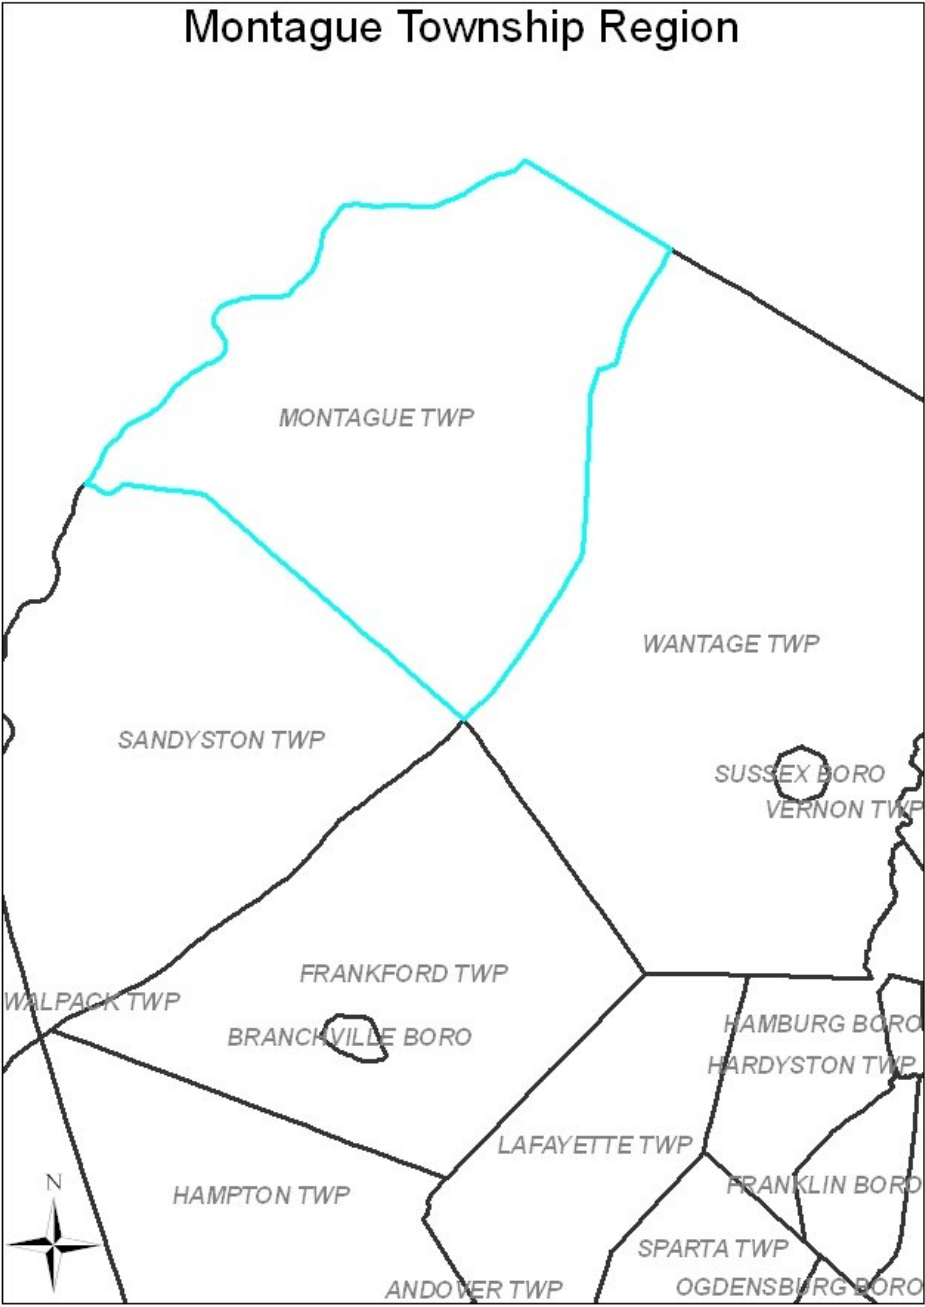 Montague Township Region
MONTAGUE TWP
WANTAGE TWP
SANDYSTON TWP
SUSSEX BORO
VERNON TWP
FRANKFORD TWP
WALPACK TWP
HAMBURG BORO
BRANCHVILLE BORO
HARDYSTON TWP
LAFAYETTE TWP
N
FRANKLIN BORO
HAMPTON TWP
SPARTA TWP
ANDOVER TWP
OGDENSBURG BORO